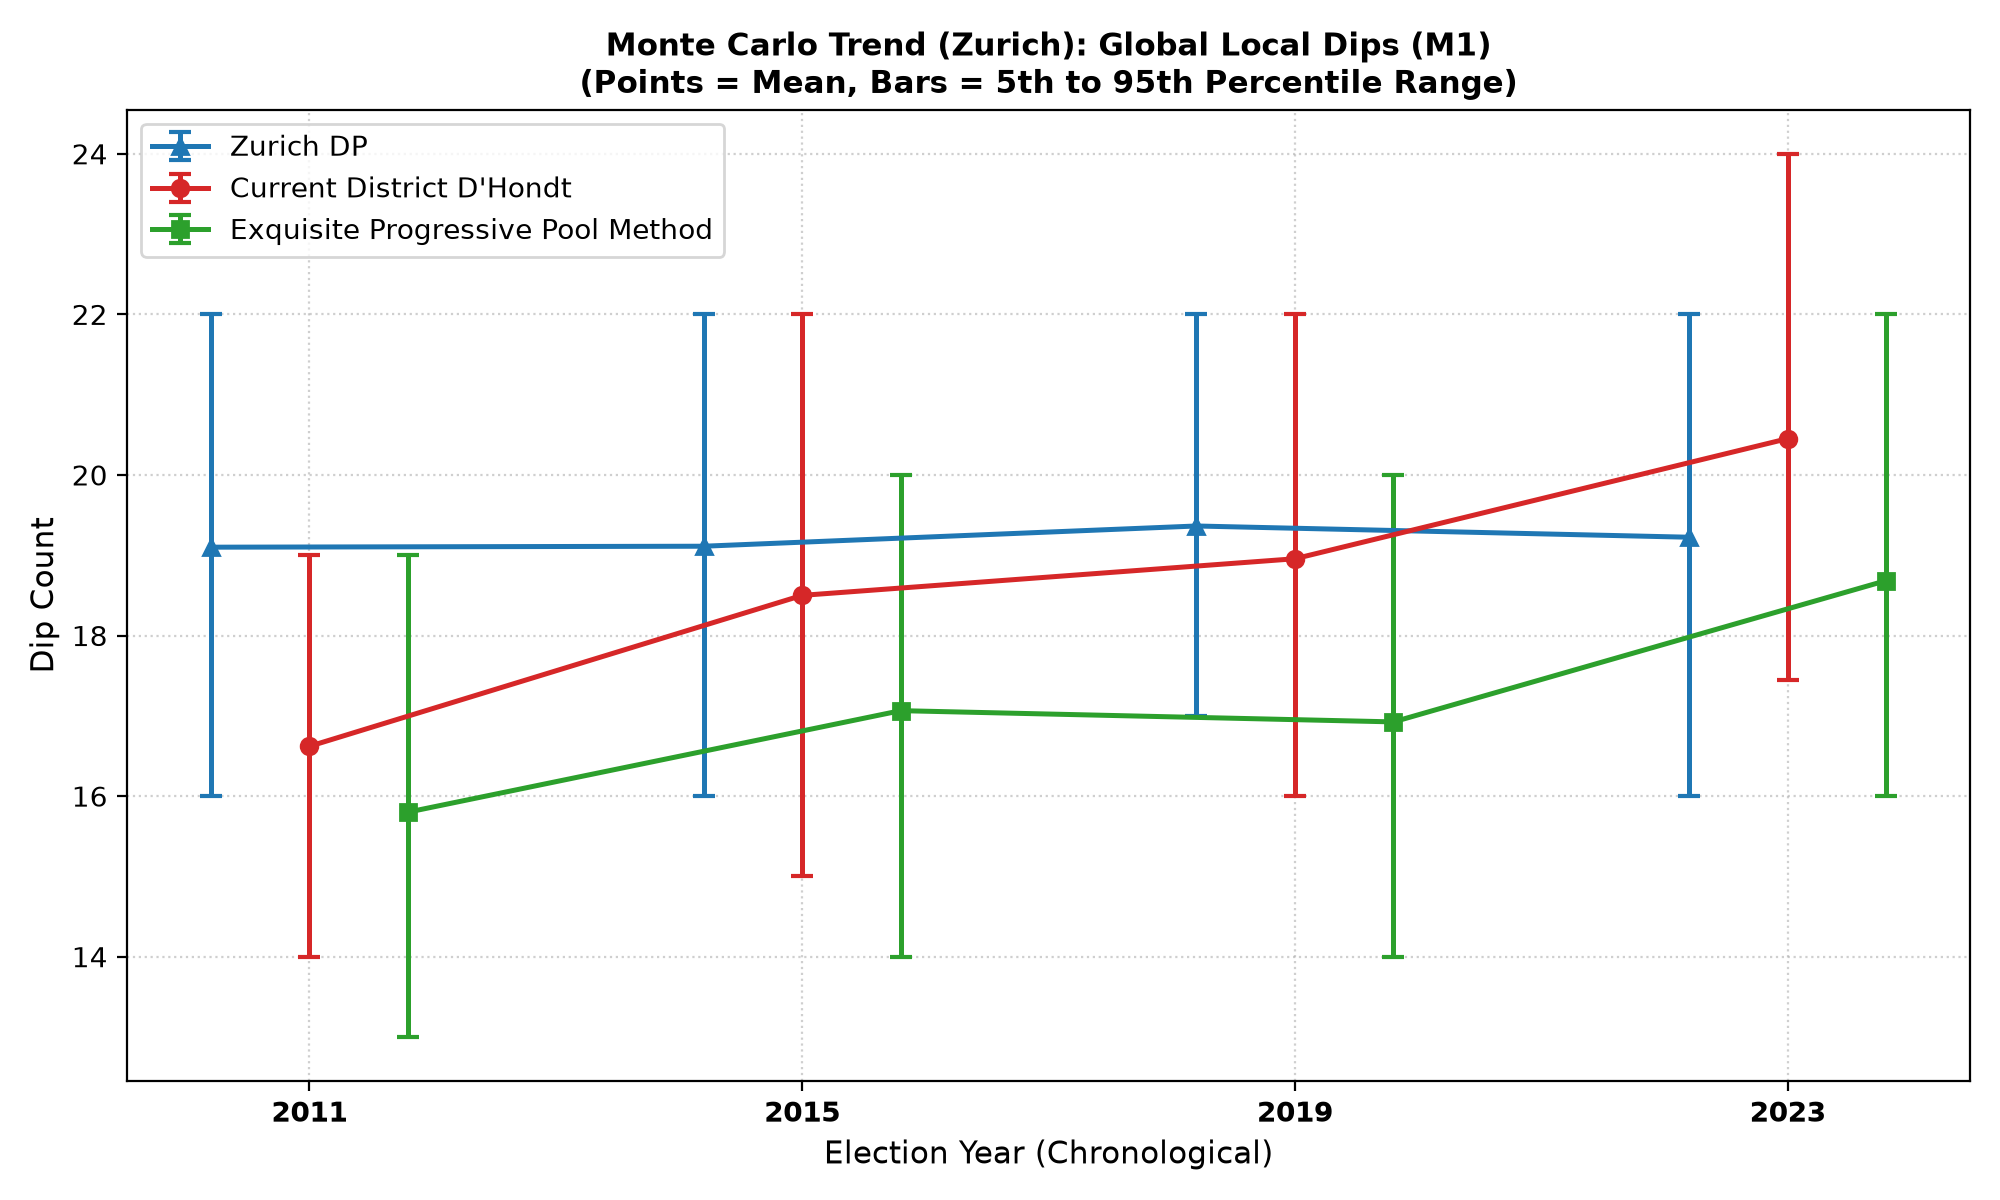 Monte Carlo Trend (Zurich): Global Local Dips (M1)
(Points = Mean, Bars = 5th to 95th Percentile Range)
Zurich DP
Current District D'Hondt
Exquisite Progressive Pool Method
24
22
20
18
16
14
Dip Count
2011
2015
2019
2023
Election Year (Chronological)